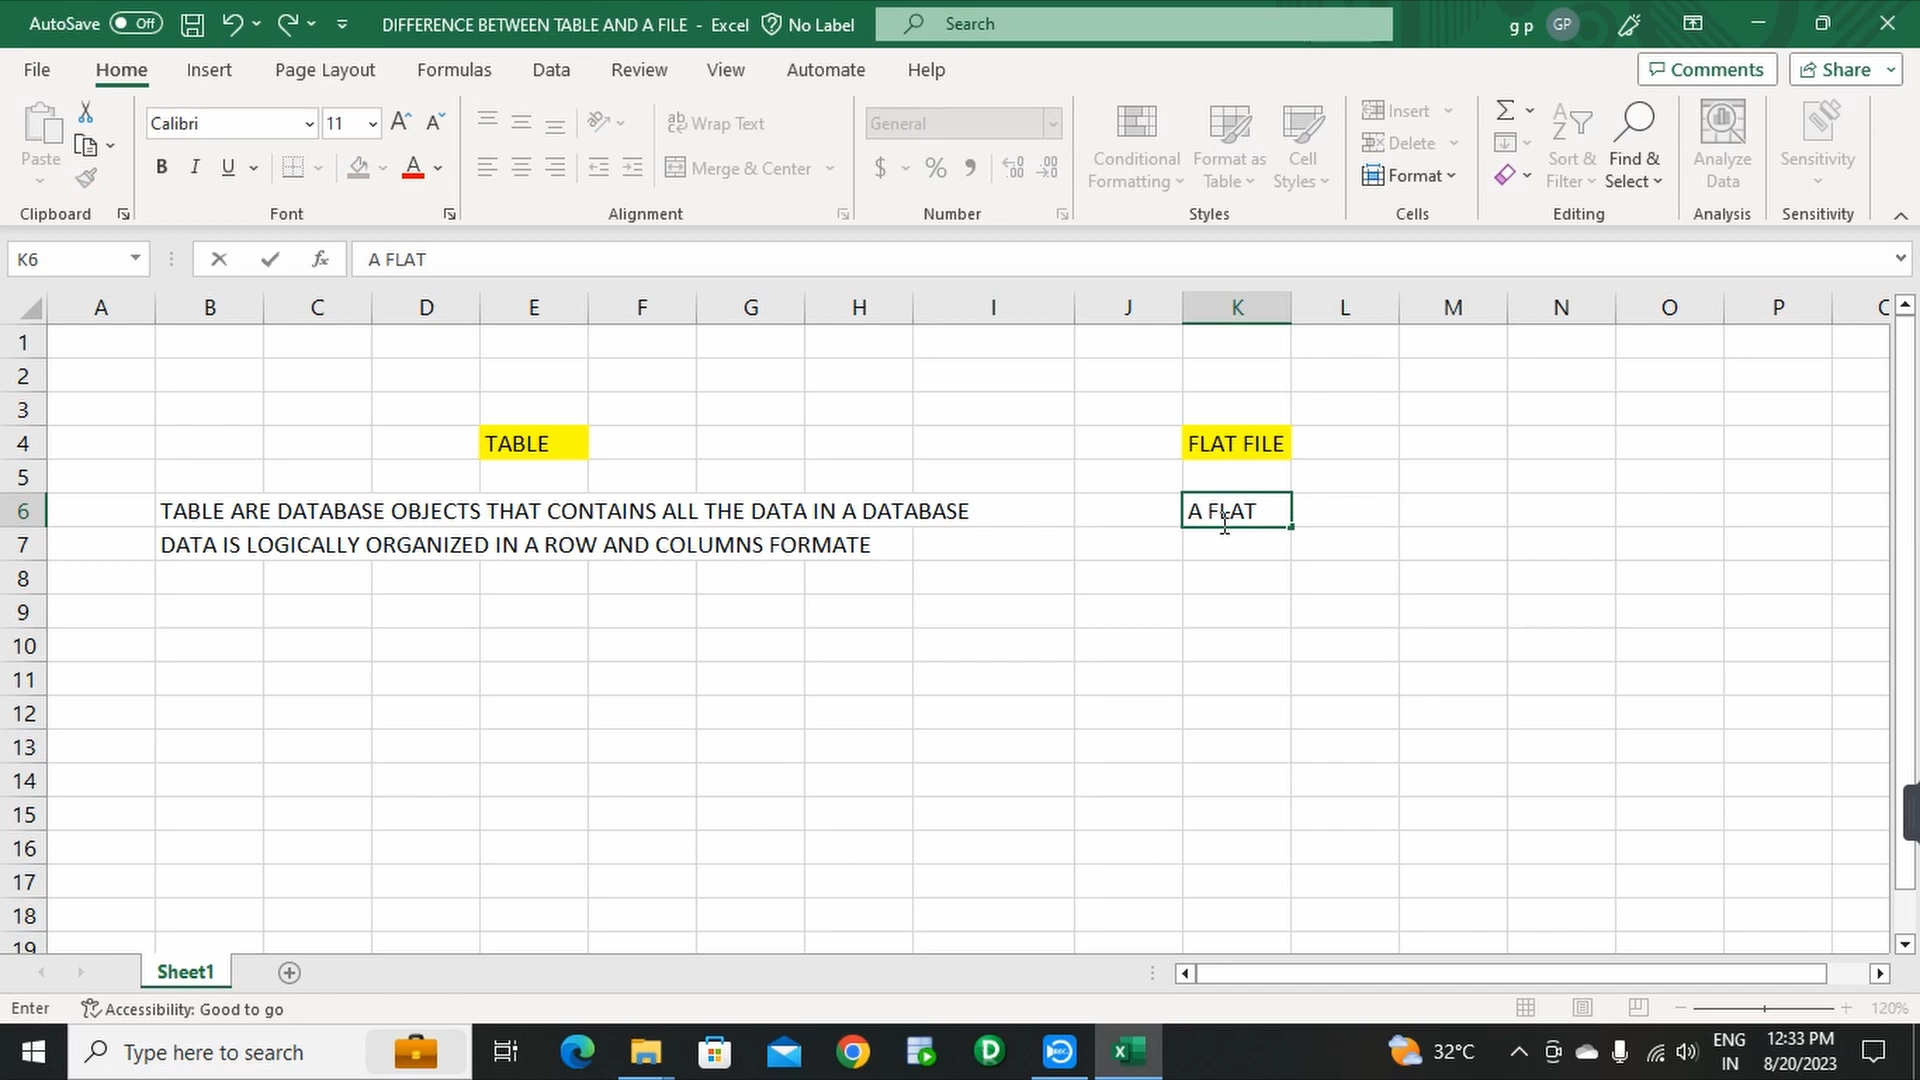 AutoSave Off DIFFERENCE BETWEEN TABLE AND A FILE - Excel No Label Search g p GP
File Home Insert Page Layout Formulas Data Review View Automate Help Comments Share
Calibri 11 Wrap Text General Insert
Paste Conditional Format as Cell Delete Sort & Find & Analyze Sensitivity
B I U Merge & Center $ % Formatting Table Styles Format Filter Select Data
Clipboard Font Alignment Number Styles Cells Editing Analysis Sensitivity
K6 fx A FLAT
A B C D E F G H I J K L M N O P
1
2
3
4 TABLE FLAT FILE
5
6 TABLE ARE DATABASE OBJECTS THAT CONTAINS ALL THE DATA IN A DATABASE A FLAT
7 DATA IS LOGICALLY ORGANIZED IN A ROW AND COLUMNS FORMATE
8
9
10
11
12
13
14
15
16
17
18
19
Sheet1
Enter Accessibility: Good to go 120%
Type here to search 32°C ENG 12:33 PM
IN 8/20/2023